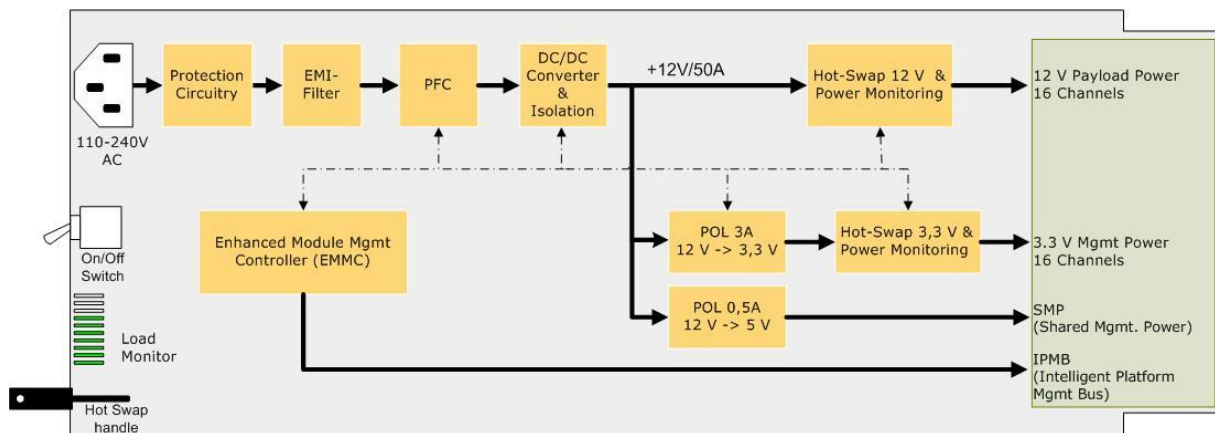 110-240V
AC
Protection
Circuitry
EMI-
Filter
PFC
DC/DC
Converter
&
Isolation
+12V/50A
Hot-Swap 12 V &
Power Monitoring
12 V Payload Power
16 Channels
On/Off
Switch
Enhanced Module Mgmt
Controller (EMMC)
POL 3A
12 V -> 3,3 V
Hot-Swap 3,3 V &
Power Monitoring
3.3 V Mgmt Power
16 Channels
POL 0,5A
12 V -> 5 V
SMP
(Shared Mgmt. Power)
Load
Monitor
IPMB
(Intelligent Platform
Mgmt Bus)
Hot Swap
handle